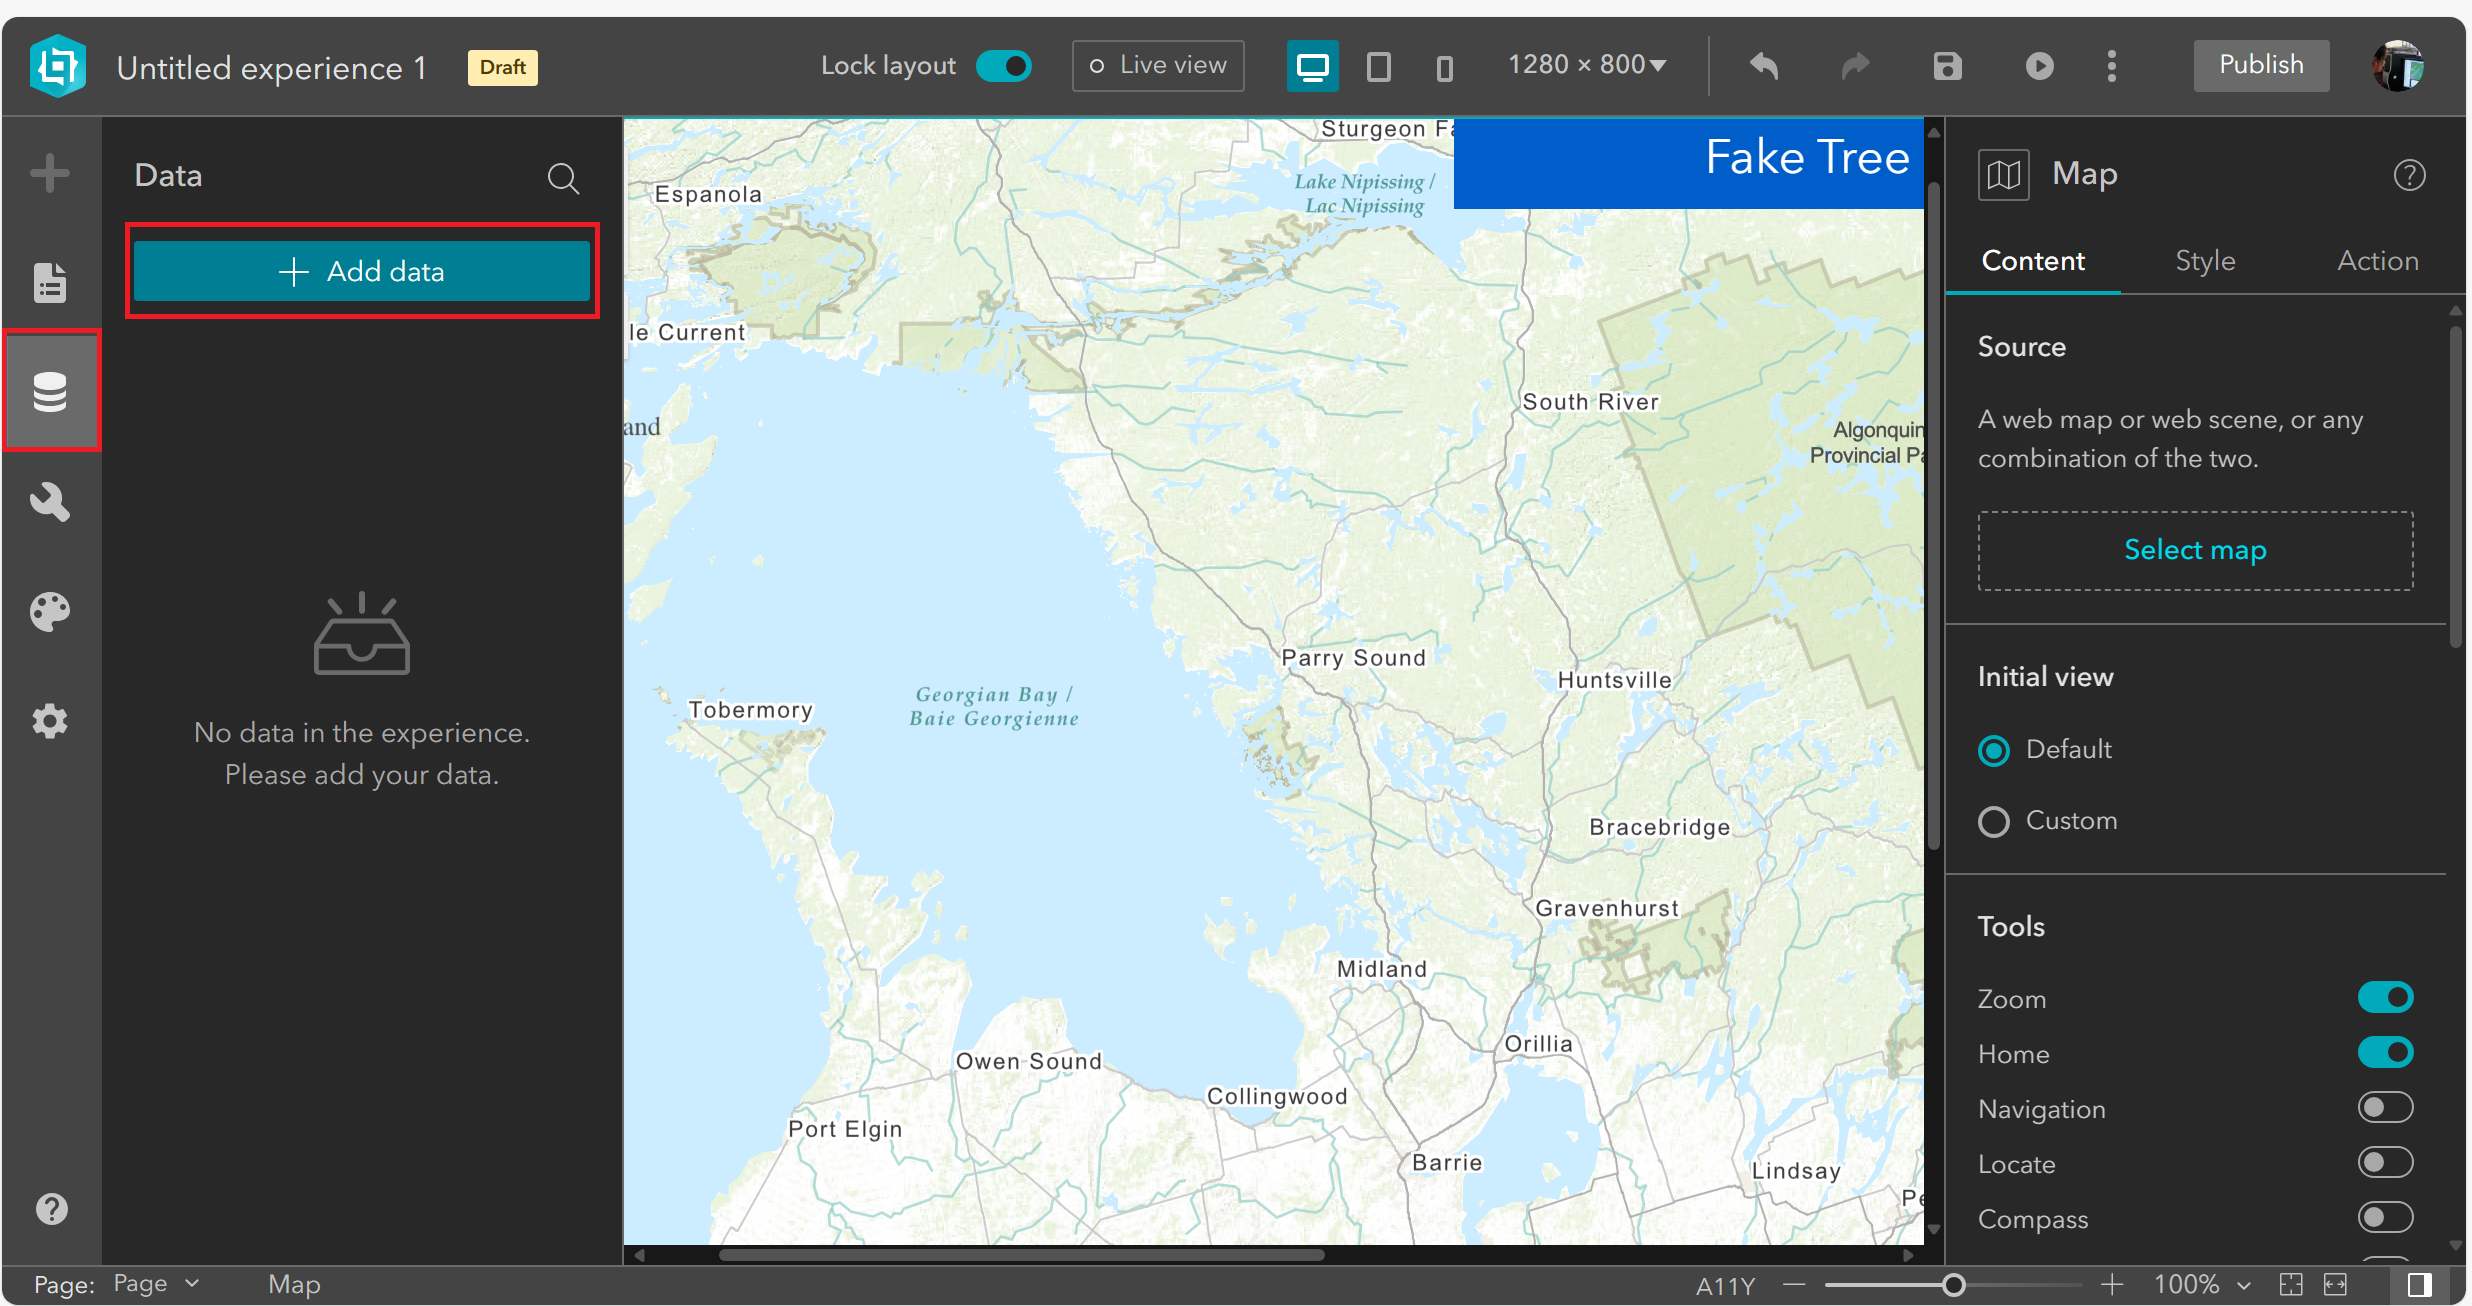 Untitled experience 1
Draft
Lock layout
Live view
1280 × 800
Publish
Data
Add data
No data in the experience.
Please add your data.
Sturgeon Fa
Fake Tree
Espanola
Lake Nipissing /
Lac Nipissing
le Current
and
South River
Algonquin
Provincial Pa
Parry Sound
Huntsville
Georgian Bay /
Baie Georgienne
Tobermory
Bracebridge
Gravenhurst
Midland
Orillia
Owen Sound
Collingwood
Port Elgin
Barrie
Lindsay
Pe
Map
Content
Style
Action
Source
A web map or web scene, or any
combination of the two.
Select map
Initial view
Default
Custom
Tools
Zoom
Home
Navigation
Locate
Compass
Page: Page
Map
A11Y
100%